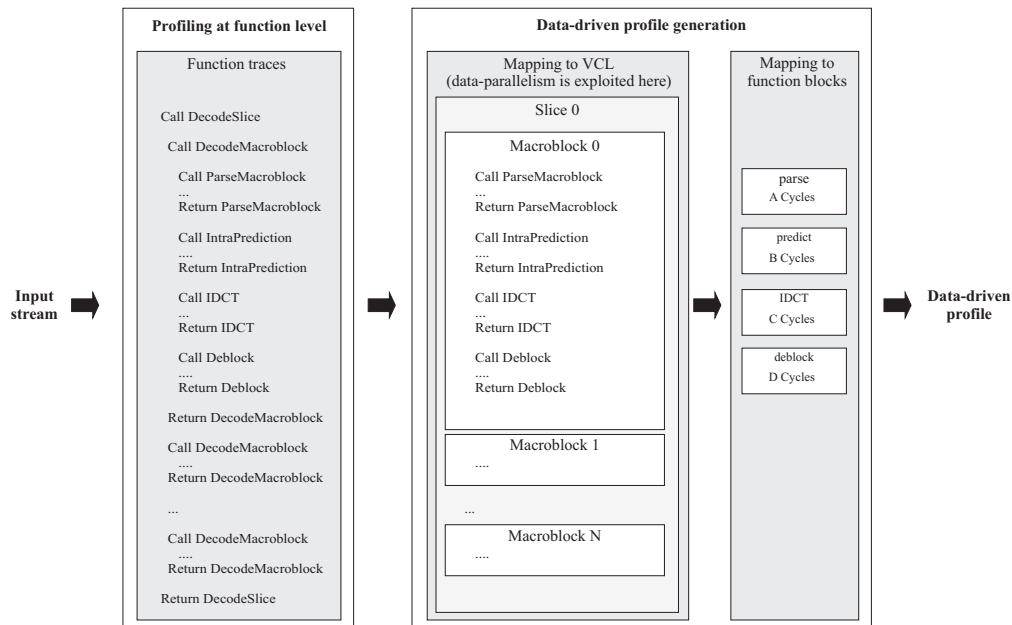 Profiling at function level
Function traces
Call DecodeSlice
Call DecodeMacroblock
Call ParseMacroblock
...
Return ParseMacroblock
Call IntraPrediction
....
Return IntraPrediction
Call IDCT
...
Return IDCT
Call Deblock
....
Return Deblock
Return DecodeMacroblock
Call DecodeMacroblock
....
Return DecodeMacroblock
...
Call DecodeMacroblock
....
Return DecodeMacroblock
Return DecodeSlice
Input
stream
Data-driven profile generation
Mapping to VCL
(data-parallelism is exploited here)
Slice 0
Macroblock 0
Call ParseMacroblock
...
Return ParseMacroblock
Call IntraPrediction
....
Return IntraPrediction
Call IDCT
...
Return IDCT
Call Deblock
....
Return Deblock
Macroblock 1
....
...
Macroblock N
....
Mapping to
function blocks
parse
A Cycles
predict
B Cycles
IDCT
C Cycles
deblock
D Cycles
Data-driven
profile